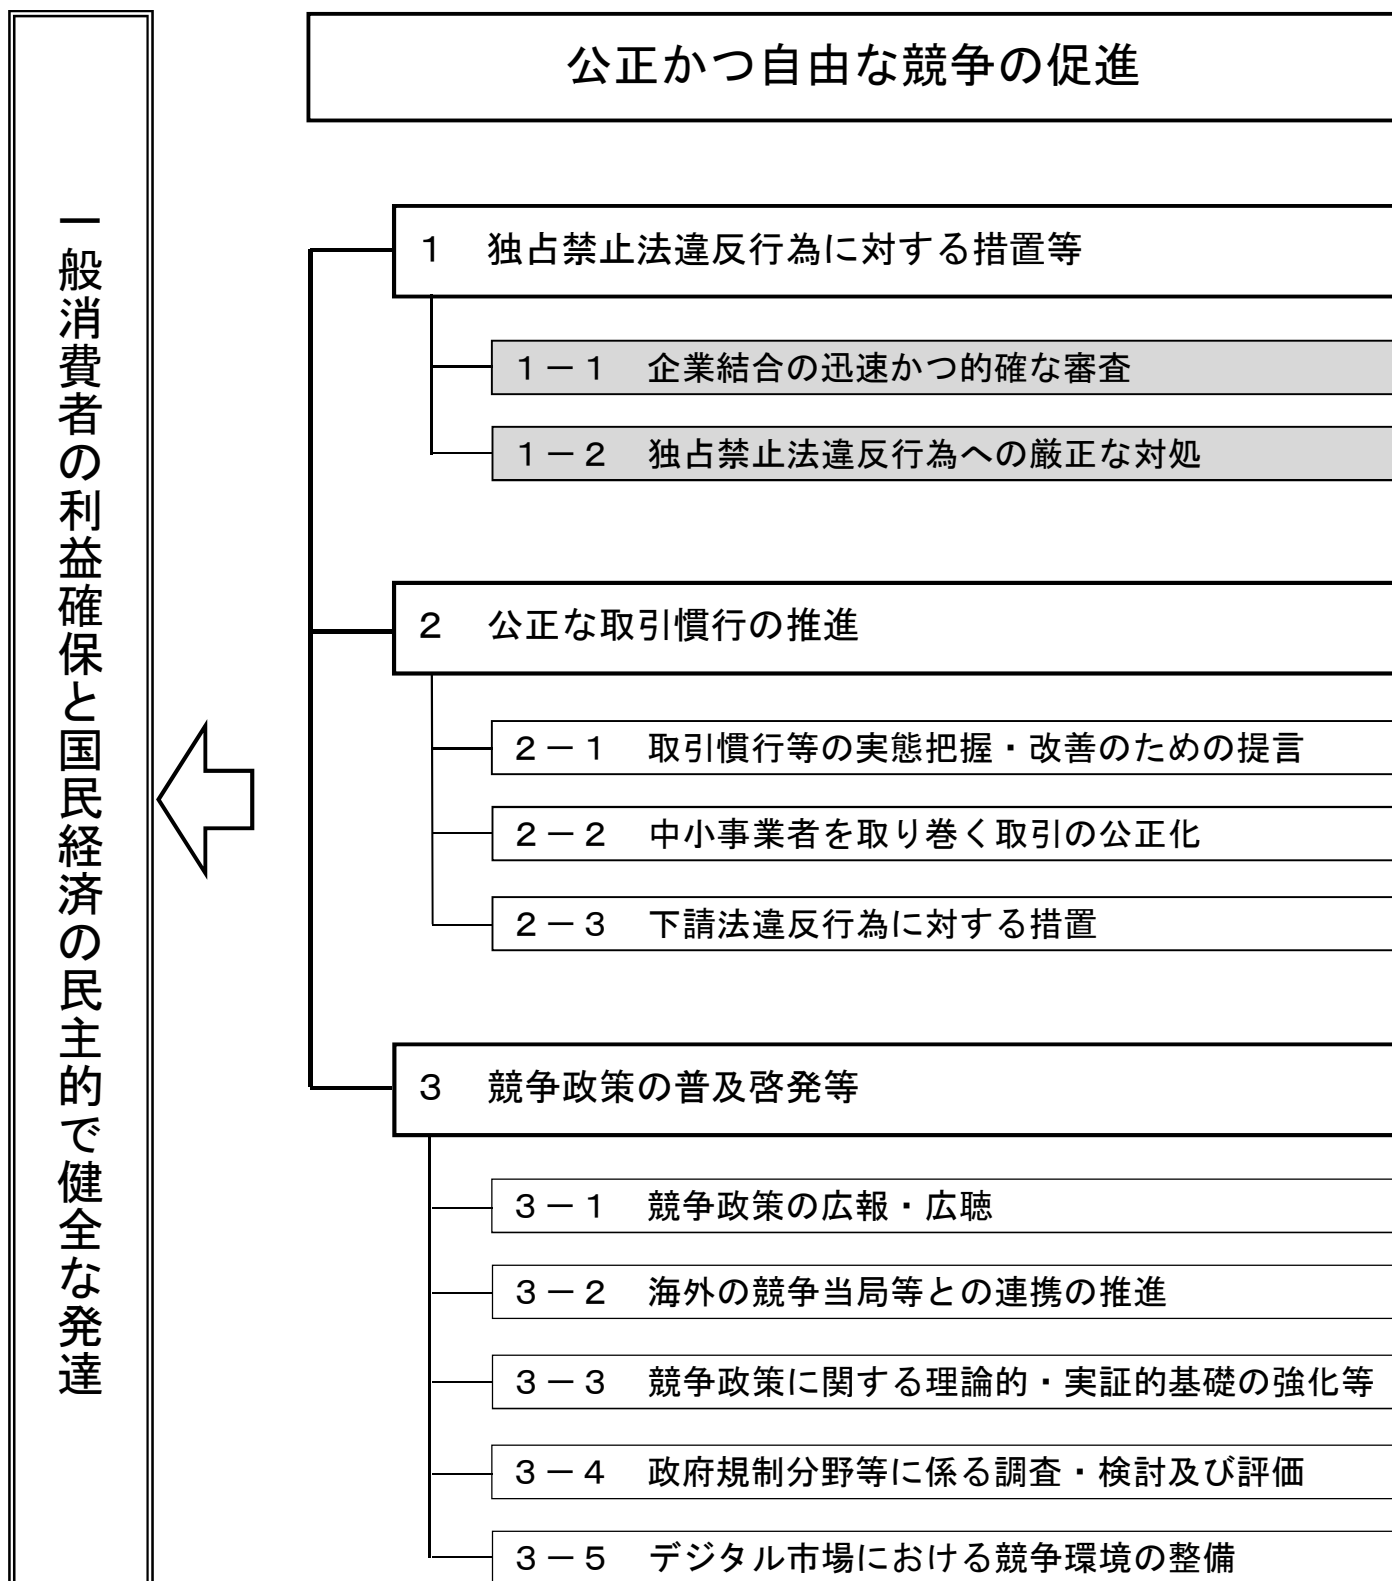 公正かつ自由な競争の促進
一般消費者の利益確保と国民経済の民主的で健全な発達
１　独占禁止法違反行為に対する措置等
１－１　企業結合の迅速かつ的確な審査
１－２　独占禁止法違反行為への厳正な対処
２　公正な取引慣行の推進
２－１　取引慣行等の実態把握・改善のための提言
２－２　中小事業者を取り巻く取引の公正化
２－３　下請法違反行為に対する措置
３　競争政策の普及啓発等
３－１　競争政策の広報・広聴
３－２　海外の競争当局等との連携の推進
３－３　競争政策に関する理論的・実証的基礎の強化等
３－４　政府規制分野等に係る調査・検討及び評価
３－５　デジタル市場における競争環境の整備